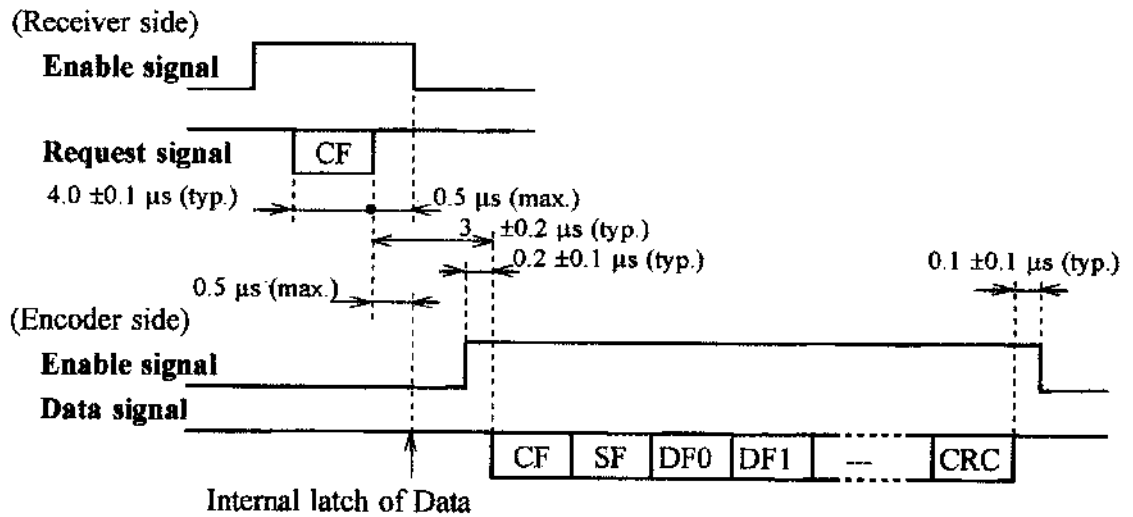 (Receiver side)
Enable signal
Request signal
CF
4.0 ±0.1 μs (typ.)
0.5 μs (max.)
3 ±0.2 μs (typ.)
0.2 ±0.1 μs (typ.)
0.1 ±0.1 μs (typ.)
0.5 μs (max.)
(Encoder side)
Enable signal
Data signal
CF SF DF0 DF1 --- CRC
Internal latch of Data